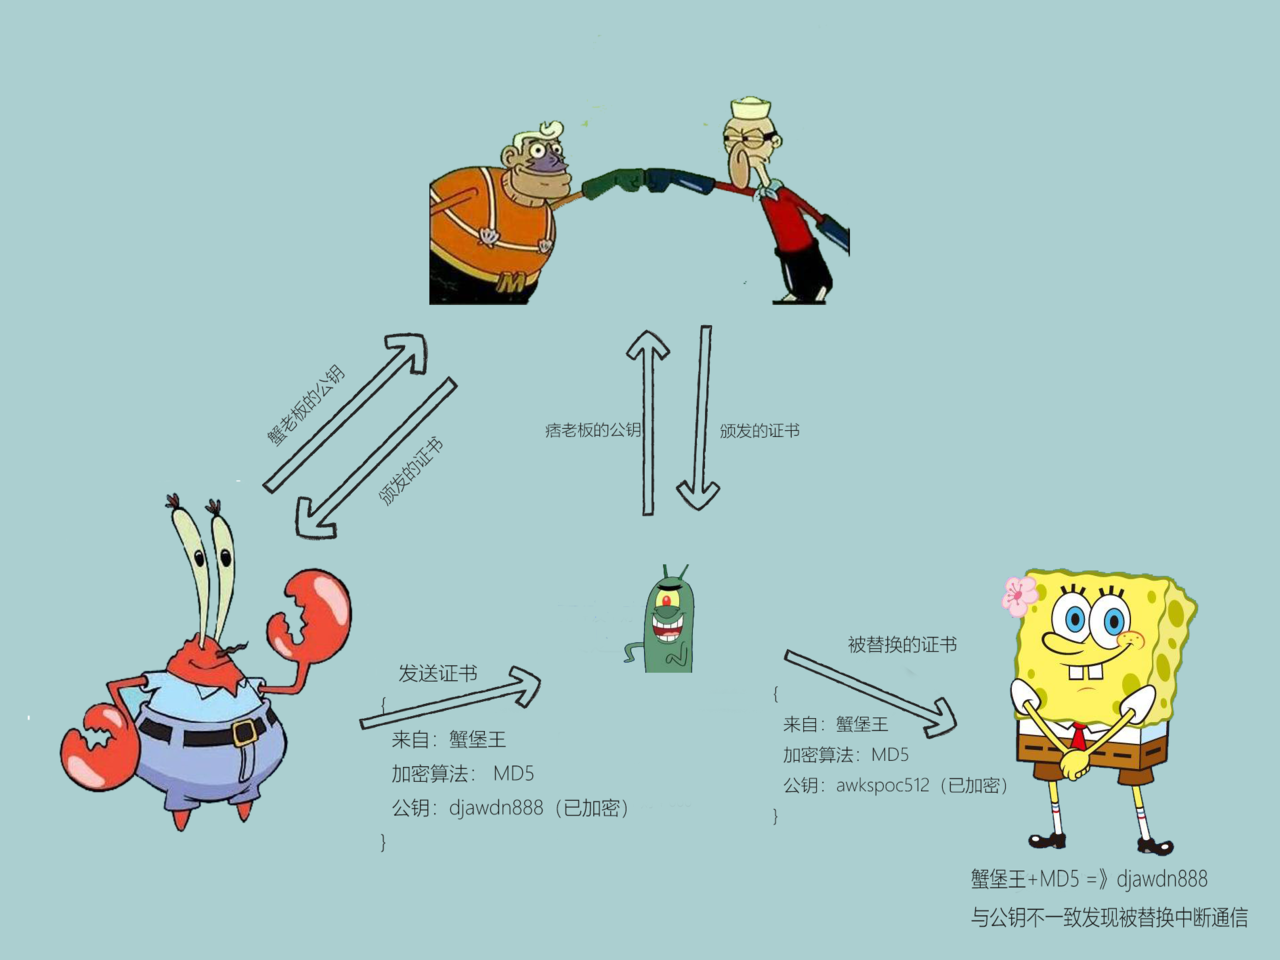 蟹老板的公钥
颁发的证书
痞老板的公钥
颁发的证书
发送证书
{
来自：蟹堡王
加密算法： MD5
公钥：djawdn888（已加密）
}
被替换的证书
{
来自：蟹堡王
加密算法：MD5
公钥：awkspoc512（已加密）
}
蟹堡王+MD5 =》djawdn888
与公钥不一致发现被替换中断通信